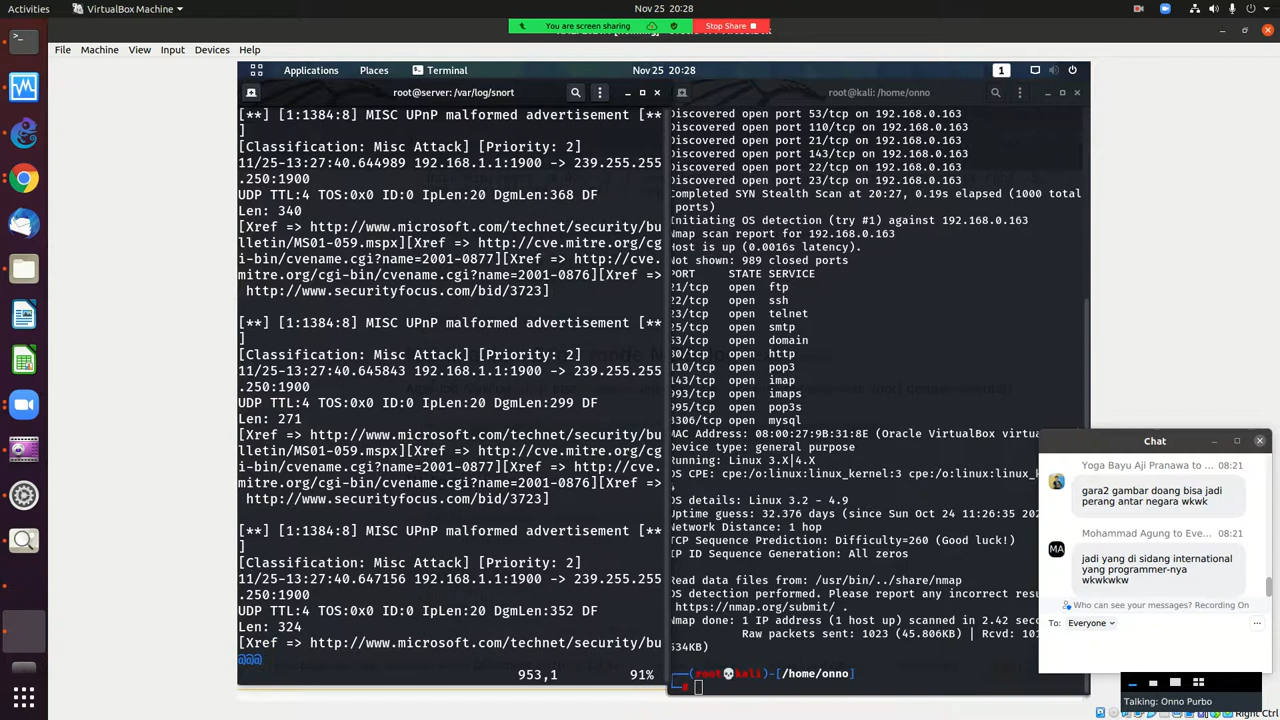 Activities
VirtualBox Machine
Nov 25 20:28
You are screen sharing
Stop Share
File Machine View Input Devices Help
Applications Places Terminal
Nov 25 20:28
1
root@server: /var/log/snort
[**] [1:1384:8] MISC UPnP malformed advertisement [**
]
[Classification: Misc Attack] [Priority: 2]
11/25-13:27:40.644989 192.168.1.1:1900 -> 239.255.255
.250:1900
UDP TTL:4 TOS:0x0 ID:0 IpLen:20 DgmLen:368 DF
Len: 340
[Xref => http://www.microsoft.com/technet/security/bu
lletin/MS01-059.mspx][Xref => http://cve.mitre.org/cg
i-bin/cvename.cgi?name=2001-0877][Xref => http://cve.
mitre.org/cgi-bin/cvename.cgi?name=2001-0876][Xref =>
http://www.securityfocus.com/bid/3723]
[**] [1:1384:8] MISC UPnP malformed advertisement [**
]
[Classification: Misc Attack] [Priority: 2]
11/25-13:27:40.645843 192.168.1.1:1900 -> 239.255.255
.250:1900
UDP TTL:4 TOS:0x0 ID:0 IpLen:20 DgmLen:299 DF
Len: 271
[Xref => http://www.microsoft.com/technet/security/bu
lletin/MS01-059.mspx][Xref => http://cve.mitre.org/cg
i-bin/cvename.cgi?name=2001-0877][Xref => http://cve.
mitre.org/cgi-bin/cvename.cgi?name=2001-0876][Xref =>
http://www.securityfocus.com/bid/3723]
[**] [1:1384:8] MISC UPnP malformed advertisement [**
]
[Classification: Misc Attack] [Priority: 2]
11/25-13:27:40.647156 192.168.1.1:1900 -> 239.255.255
.250:1900
UDP TTL:4 TOS:0x0 ID:0 IpLen:20 DgmLen:352 DF
Len: 324
[Xref => http://www.microsoft.com/technet/security/bu
@@@
953,1 91%
root@kali: /home/onno
Discovered open port 53/tcp on 192.168.0.163
Discovered open port 110/tcp on 192.168.0.163
Discovered open port 21/tcp on 192.168.0.163
Discovered open port 143/tcp on 192.168.0.163
Discovered open port 22/tcp on 192.168.0.163
Discovered open port 23/tcp on 192.168.0.163
Completed SYN Stealth Scan at 20:27, 0.19s elapsed (1000 total
ports)
Initiating OS detection (try #1) against 192.168.0.163
Nmap scan report for 192.168.0.163
Host is up (0.0016s latency).
Not shown: 989 closed ports
PORT STATE SERVICE
21/tcp open ftp
22/tcp open ssh
23/tcp open telnet
25/tcp open smtp
53/tcp open domain
80/tcp open http
110/tcp open pop3
143/tcp open imap
993/tcp open imaps
995/tcp open pop3s
3306/tcp open mysql
MAC Address: 08:00:27:9B:31:8E (Oracle VirtualBox virtua
Device type: general purpose
Running: Linux 3.X|4.X
OS CPE: cpe:/o:linux:linux_kernel:3 cpe:/o:linux:linux_k
4
OS details: Linux 3.2 - 4.9
Uptime guess: 32.376 days (since Sun Oct 24 11:26:35 202
Network Distance: 1 hop
TCP Sequence Prediction: Difficulty=260 (Good luck!)
IP ID Sequence Generation: All zeros
Read data files from: /usr/bin/../share/nmap
OS detection performed. Please report any incorrect resu
https://nmap.org/submit/ .
Nmap done: 1 IP address (1 host up) scanned in 2.42 seco
Raw packets sent: 1023 (45.806KB) | Rcvd: 101
534KB)
(root💀kali)-[/home/onno]
#
Chat
Yoga Bayu Aji Pranawa to ... 08:21
gara2 gambar doang bisa jadi
perang antar negara wkwk
Mohammad Agung to Eve... 08:21
MA
jadi yang di sidang international
yang programmer-nya
wkwkwkw
Who can see your messages? Recording On
To: Everyone
Talking: Onno Purbo
Right Ctrl